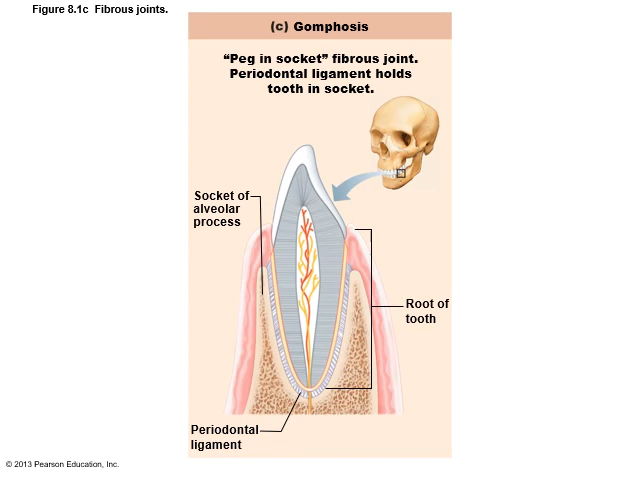 Figure 8.1c Fibrous joints.
(c) Gomphosis
“Peg in socket” fibrous joint.
Periodontal ligament holds
tooth in socket.
Socket of
alveolar
process
Root of
tooth
Periodontal
ligament
© 2013 Pearson Education, Inc.